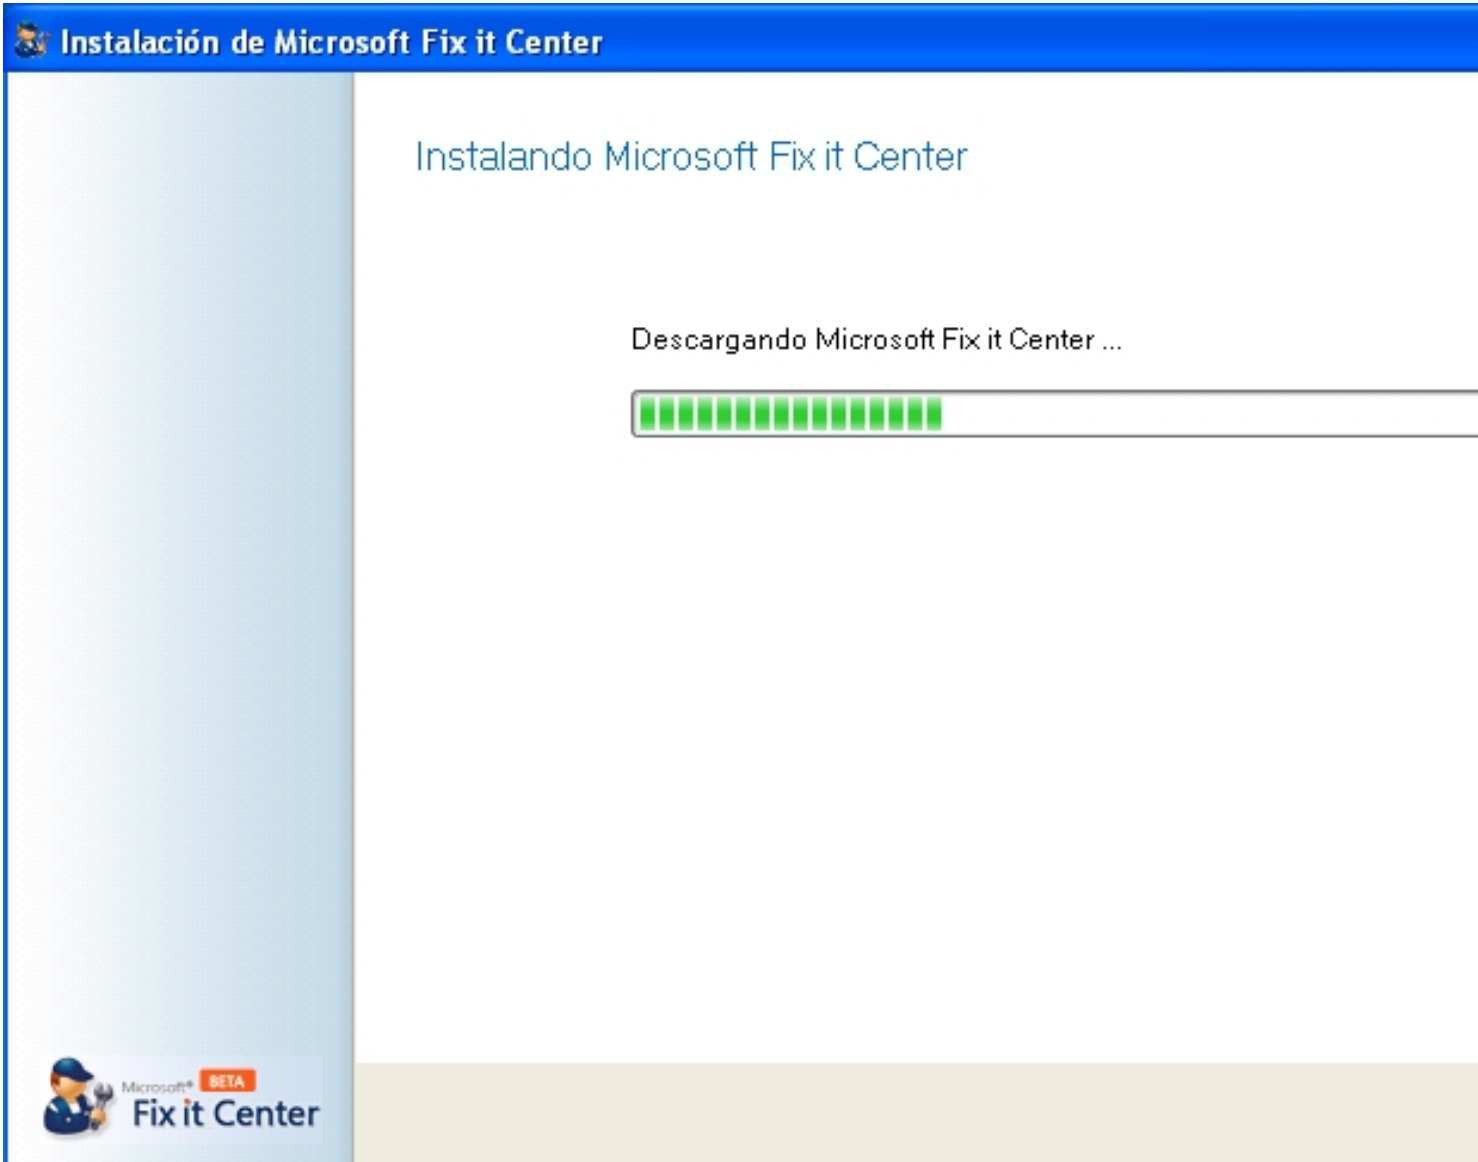 Instalación de Microsoft Fix it Center
Instalando Microsoft Fix it Center
Descargando Microsoft Fix it Center ...
Microsoft® BETA
Fix it Center